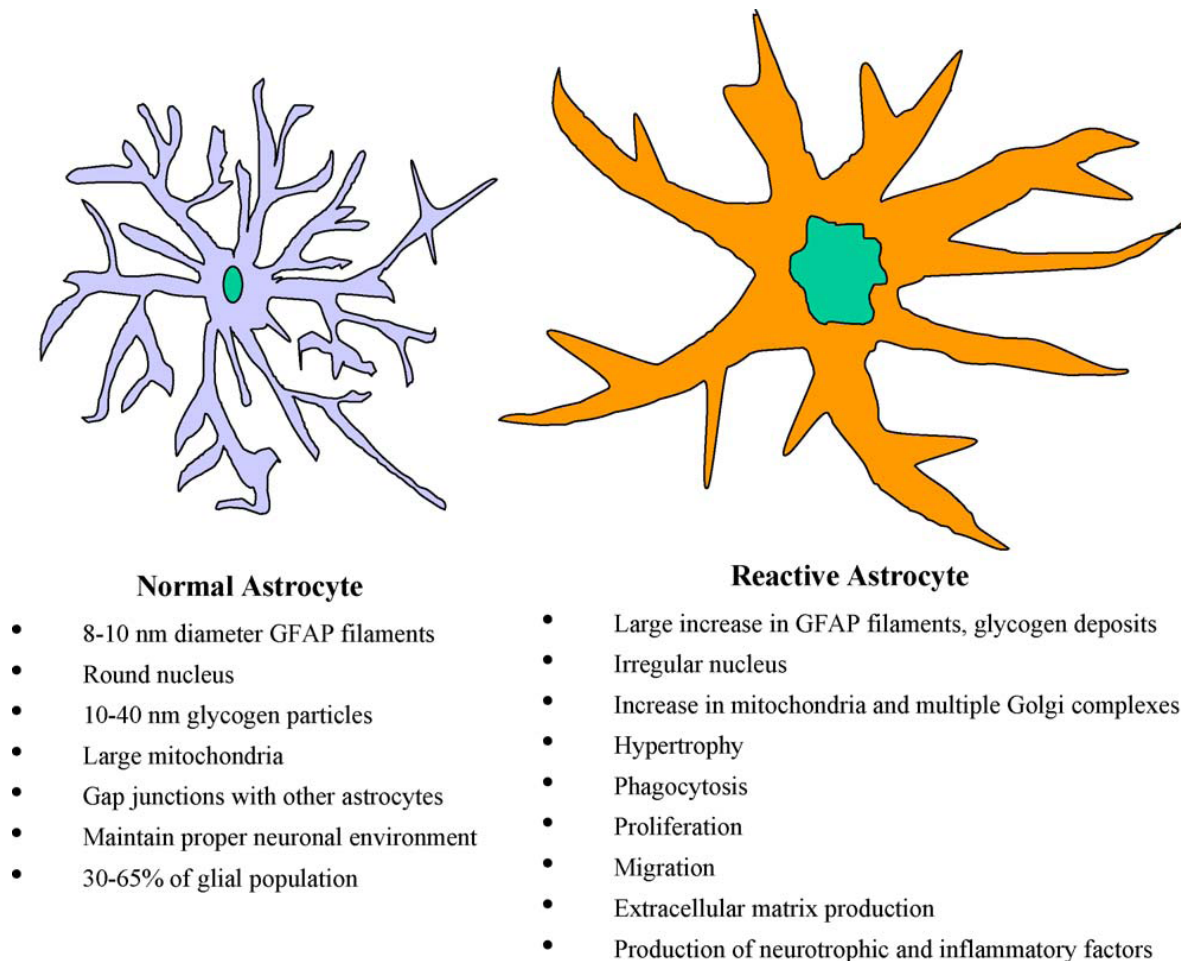 Normal Astrocyte
• 8-10 nm diameter GFAP filaments
• Round nucleus
• 10-40 nm glycogen particles
• Large mitochondria
• Gap junctions with other astrocytes
• Maintain proper neuronal environment
• 30-65% of glial population
Reactive Astrocyte
• Large increase in GFAP filaments, glycogen deposits
• Irregular nucleus
• Increase in mitochondria and multiple Golgi complexes
• Hypertrophy
• Phagocytosis
• Proliferation
• Migration
• Extracellular matrix production
• Production of neurotrophic and inflammatory factors